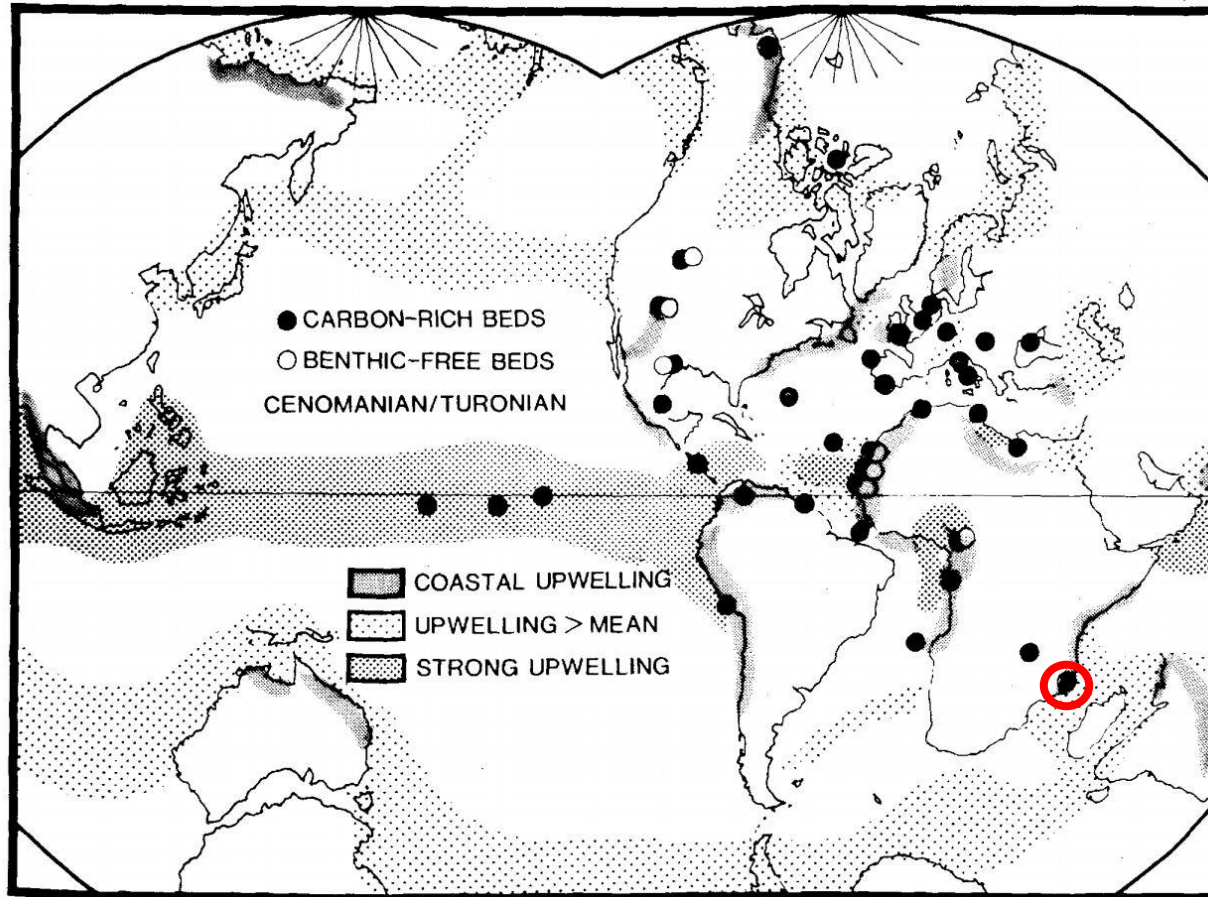 CARBON-RICH BEDS
BENTHIC-FREE BEDS
CENOMANIAN/TURONIAN
COASTAL UPWELLING
UPWELLING > MEAN
STRONG UPWELLING